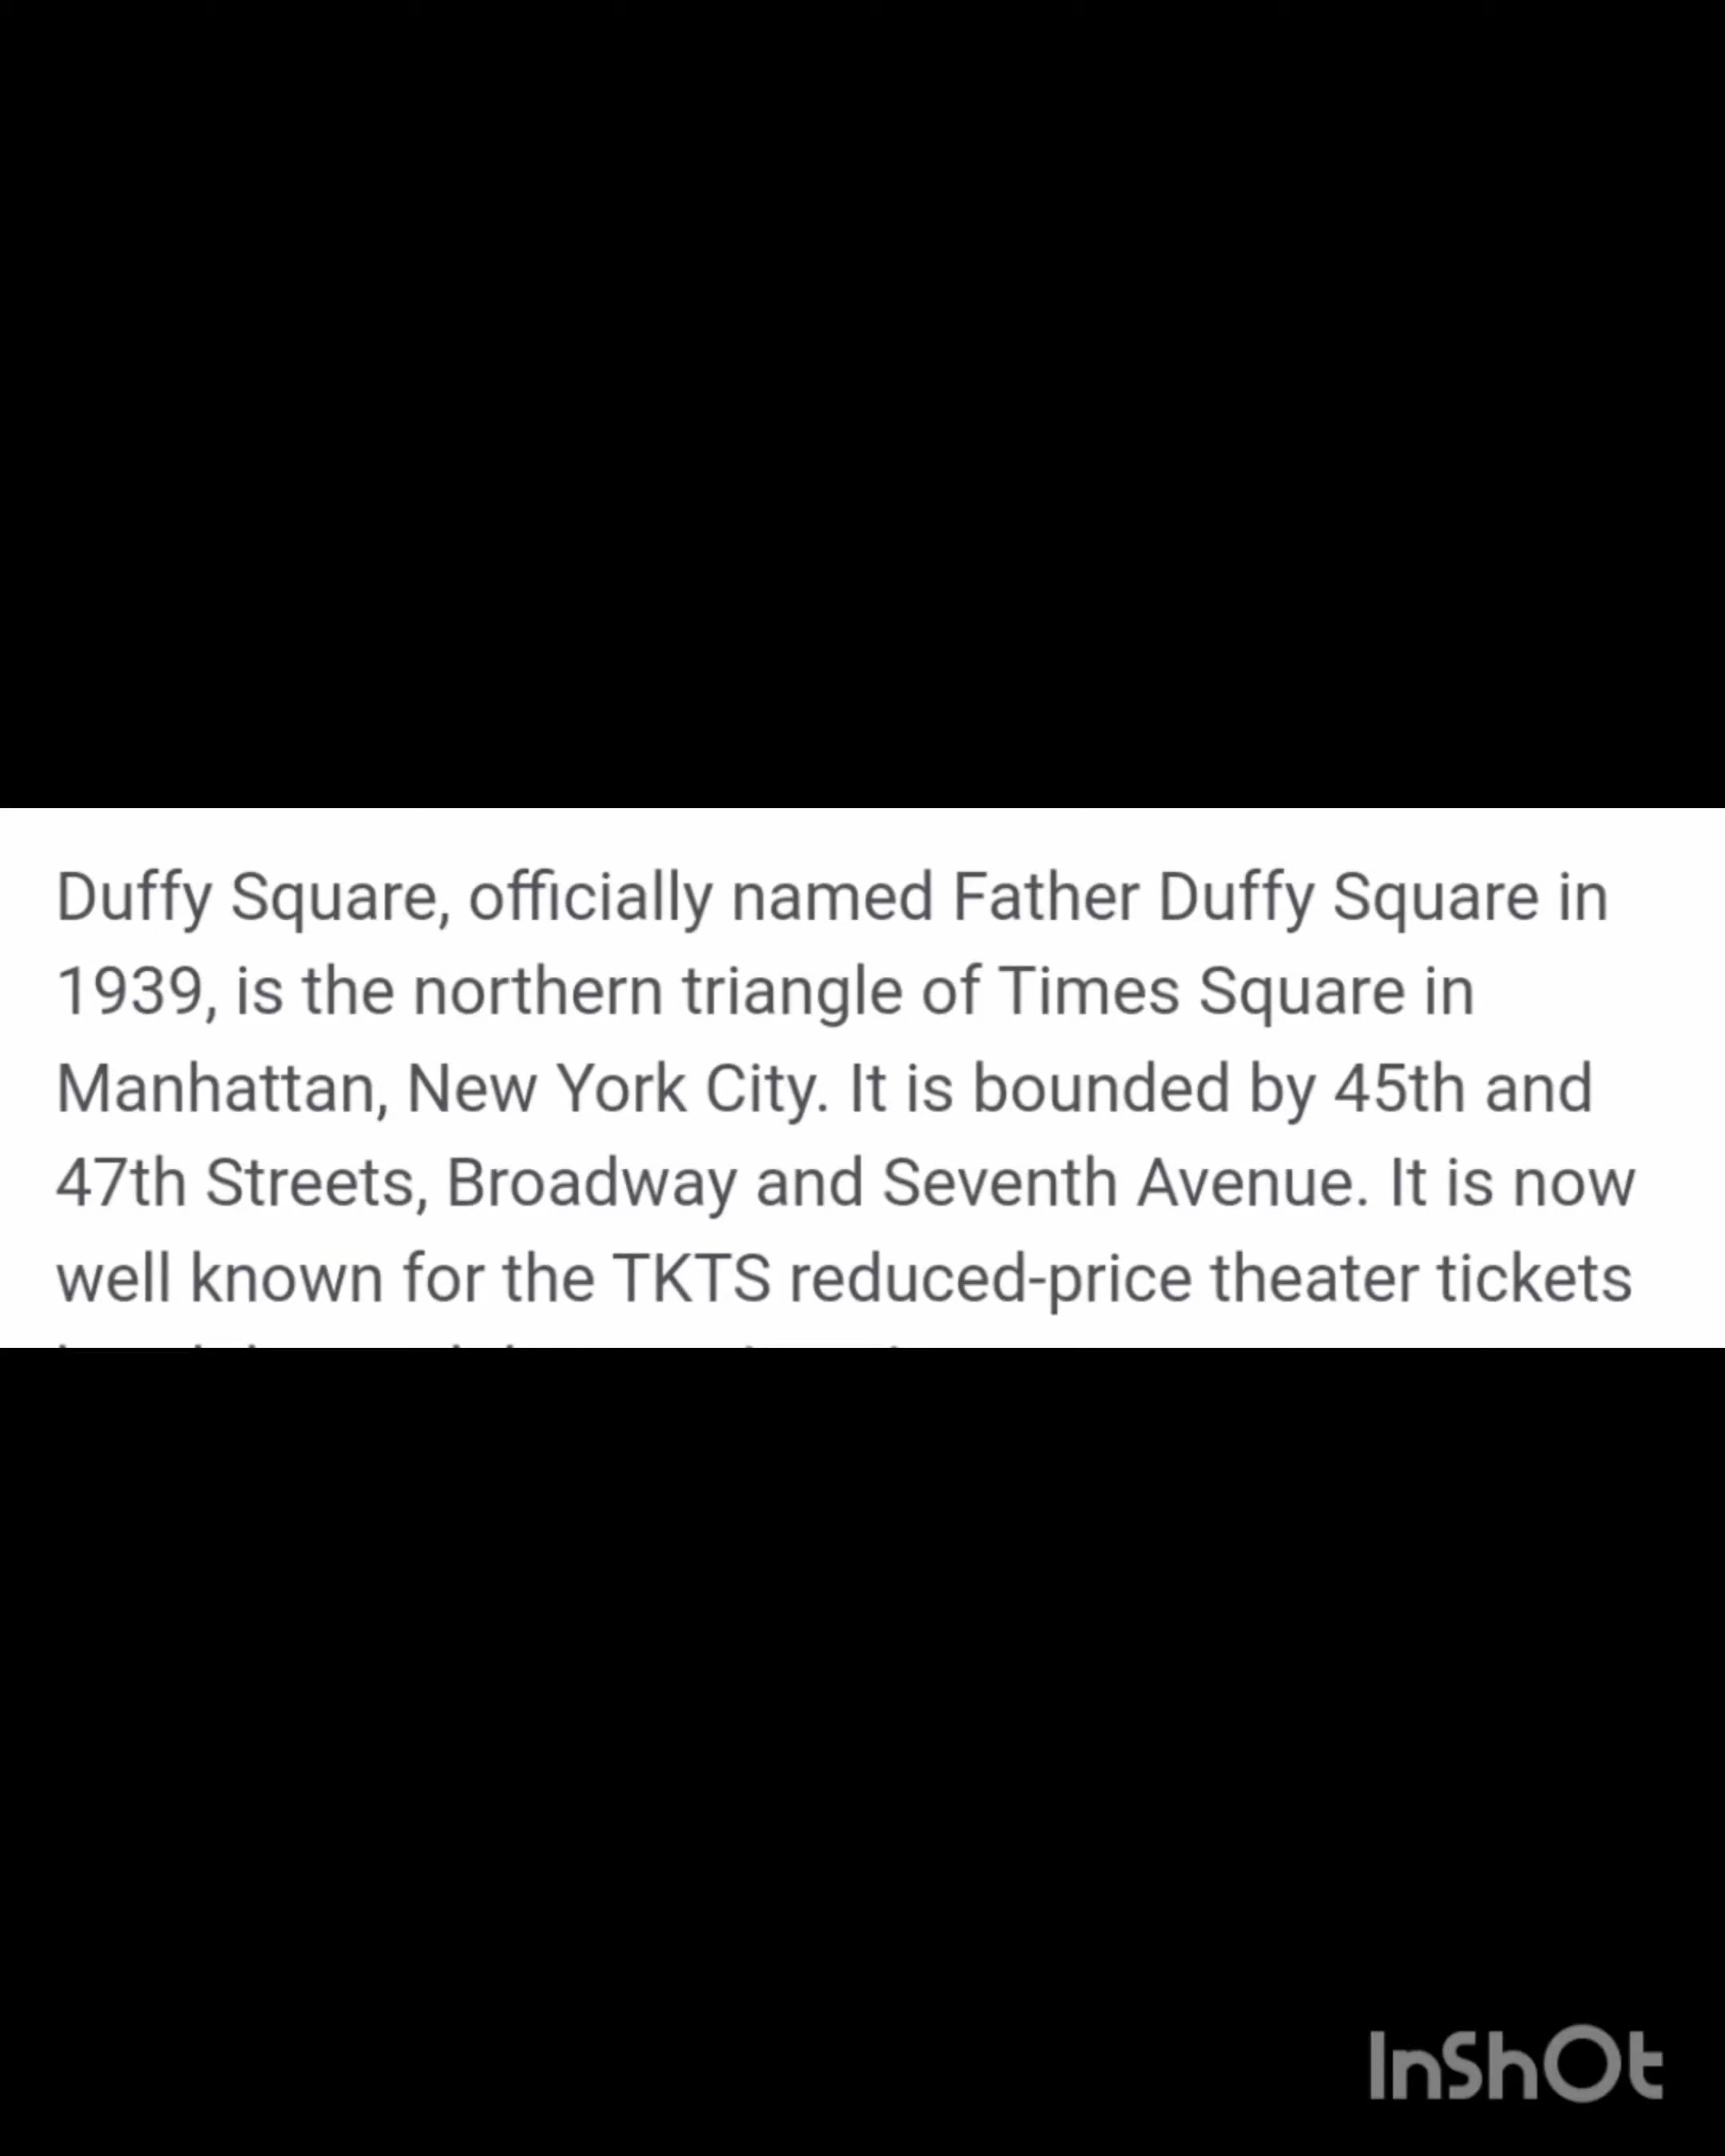 Duffy Square, officially named Father Duffy Square in
1939, is the northern triangle of Times Square in
Manhattan, New York City. It is bounded by 45th and
47th Streets, Broadway and Seventh Avenue. It is now
well known for the TKTS reduced-price theater tickets
InShOt